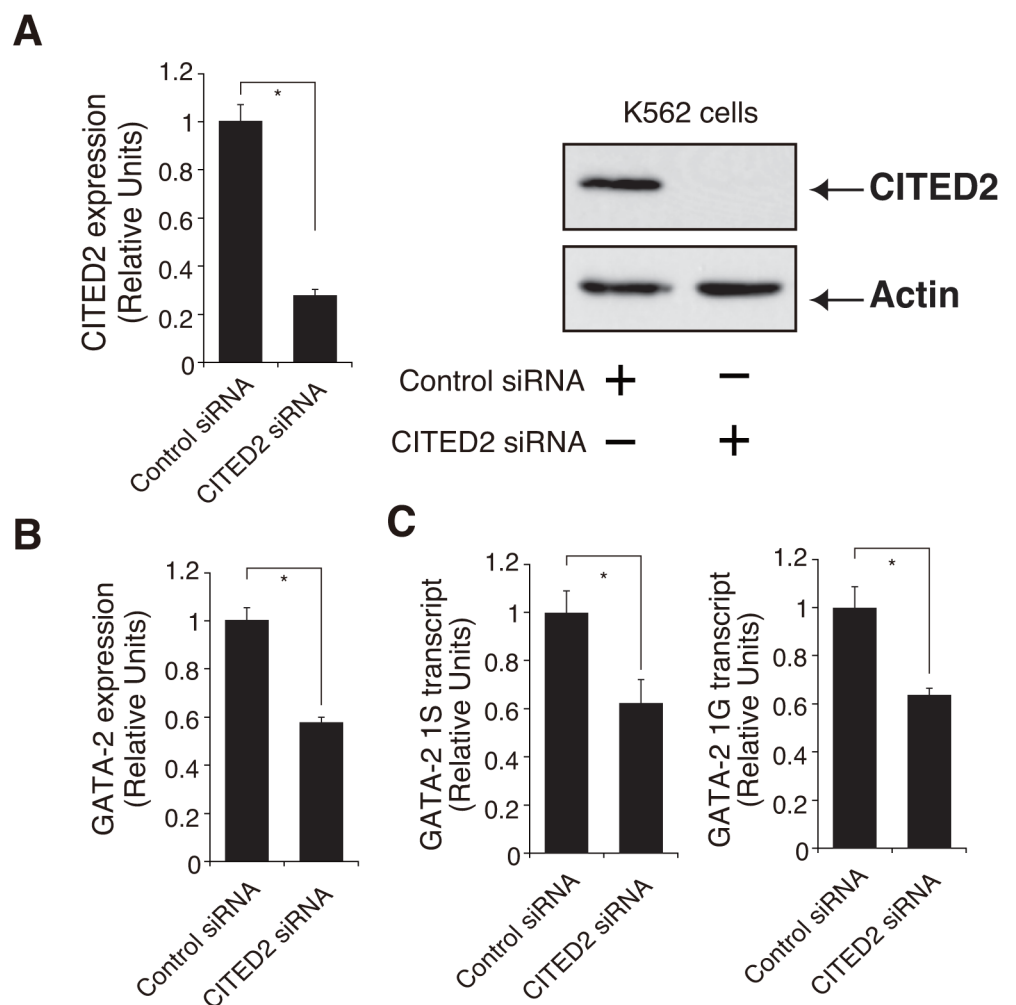 A
CITED2 expression
(Relative Units)
1.2
1
0.8
0.6
0.4
0.2
0
*
Control siRNA
CITED2 siRNA
K562 cells
CITED2
Actin
Control siRNA + −
CITED2 siRNA − +
B
GATA-2 expression
(Relative Units)
1.2
1
0.8
0.6
0.4
0.2
0
*
Control siRNA
CITED2 siRNA
C
GATA-2 1S transcript
(Relative Units)
1.2
1
0.8
0.6
0.4
0.2
0
*
Control siRNA
CITED2 siRNA
GATA-2 1G transcript
(Relative Units)
1.2
1
0.8
0.6
0.4
0.2
0
*
Control siRNA
CITED2 siRNA